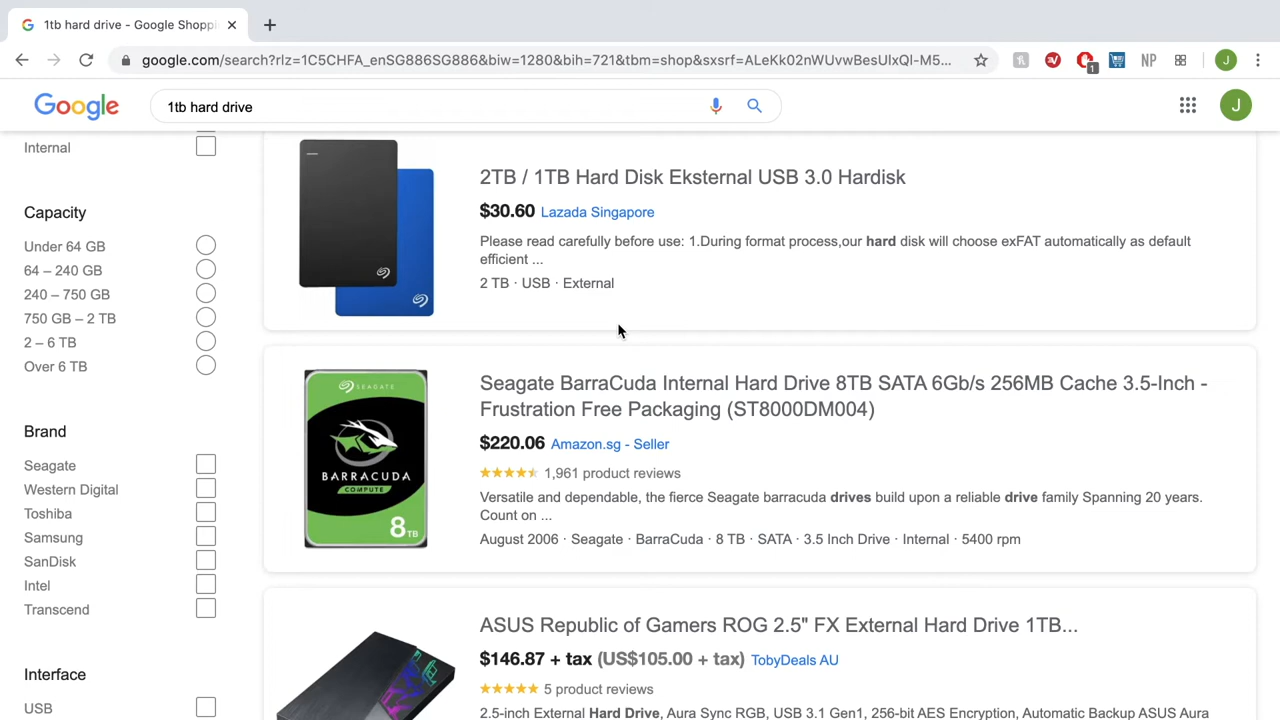 1tb hard drive - Google Shoppi
google.com/search?rlz=1C5CHFA_enSG886SG886&biw=1280&bih=721&tbm=shop&sxsrf=ALeKk02nWUvwBesUIxQI-M5...
NP
1
J
Google
1tb hard drive
J
Internal
Capacity
Under 64 GB
64 – 240 GB
240 – 750 GB
750 GB – 2 TB
2 – 6 TB
Over 6 TB
Brand
Seagate
Western Digital
Toshiba
Samsung
SanDisk
Intel
Transcend
Interface
USB
2TB / 1TB Hard Disk Eksternal USB 3.0 Hardisk
$30.60 Lazada Singapore
Please read carefully before use: 1.During format process,our hard disk will choose exFAT automatically as default
efficient ...
2 TB · USB · External
SEAGATE
BARRACUDA
COMPUTE
8TB
Seagate BarraCuda Internal Hard Drive 8TB SATA 6Gb/s 256MB Cache 3.5-Inch -
Frustration Free Packaging (ST8000DM004)
$220.06 Amazon.sg - Seller
1,961 product reviews
Versatile and dependable, the fierce Seagate barracuda drives build upon a reliable drive family Spanning 20 years.
Count on ...
August 2006 · Seagate · BarraCuda · 8 TB · SATA · 3.5 Inch Drive · Internal · 5400 rpm
ASUS Republic of Gamers ROG 2.5" FX External Hard Drive 1TB...
$146.87 + tax (US$105.00 + tax) TobyDeals AU
5 product reviews
2.5-inch External Hard Drive, Aura Sync RGB, USB 3.1 Gen1, 256-bit AES Encryption, Automatic Backup ASUS Aura